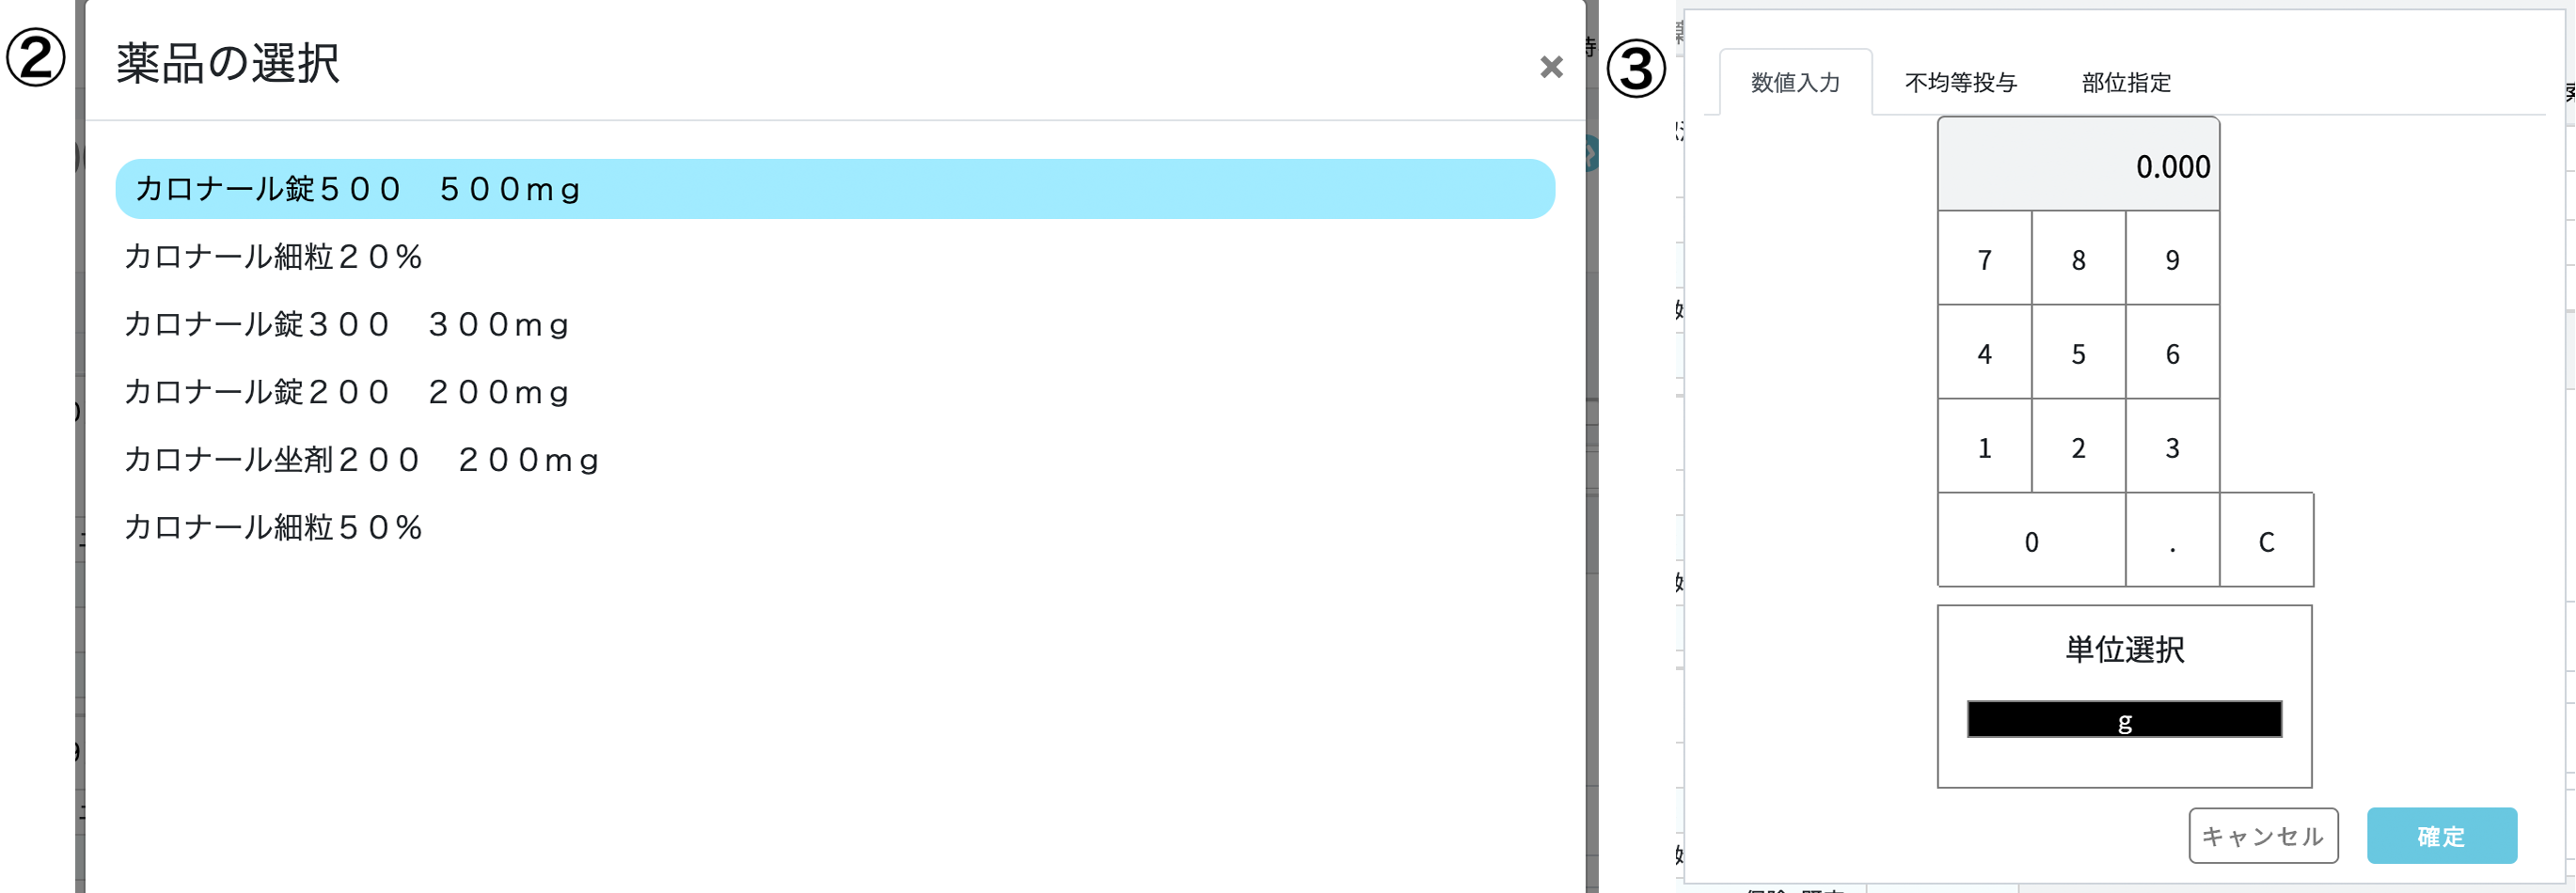 ②
薬品の選択
×
カロナール錠５００　５００ｍｇ
カロナール細粒２０％
カロナール錠３００　３００ｍｇ
カロナール錠２００　２００ｍｇ
カロナール坐剤２００　２００ｍｇ
カロナール細粒５０％
③
数値入力 不均等投与 部位指定
0.000
7 8 9
4 5 6
1 2 3
0 . C
単位選択
g
キャンセル 確定